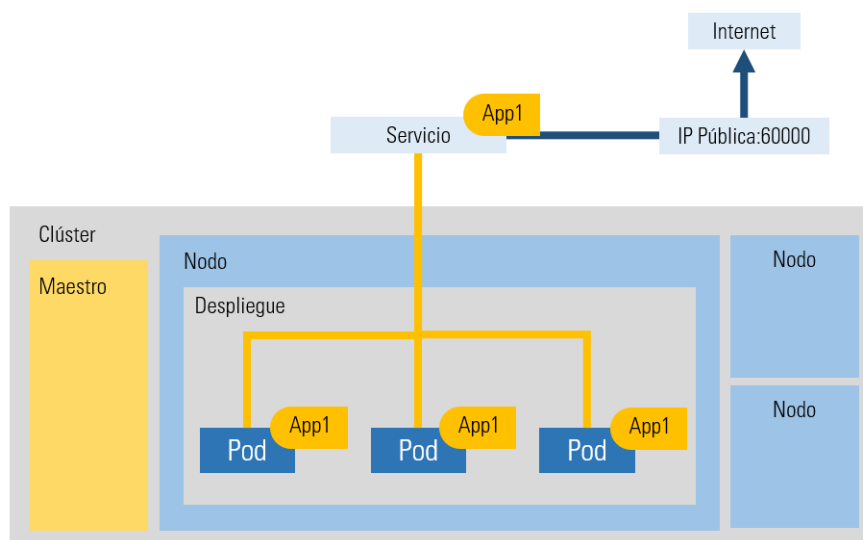 Internet
App1
Servicio
IP Pública:60000
Clúster
Maestro
Nodo
Despliegue
App1
Pod
App1
Pod
App1
Pod
Nodo
Nodo